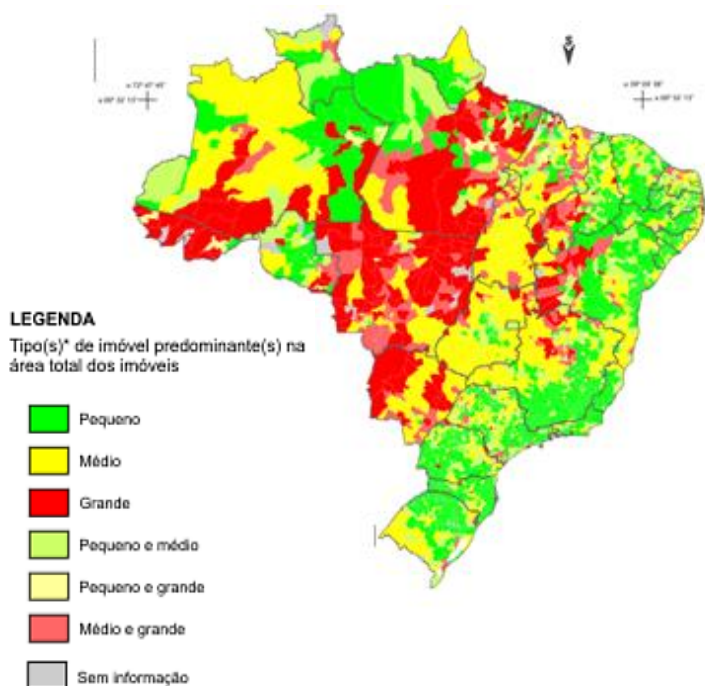 S
LEGENDA
Tipo(s)* de imóvel predominante(s) na
área total dos imóveis
Pequeno
Médio
Grande
Pequeno e médio
Pequeno e grande
Médio e grande
Sem informação